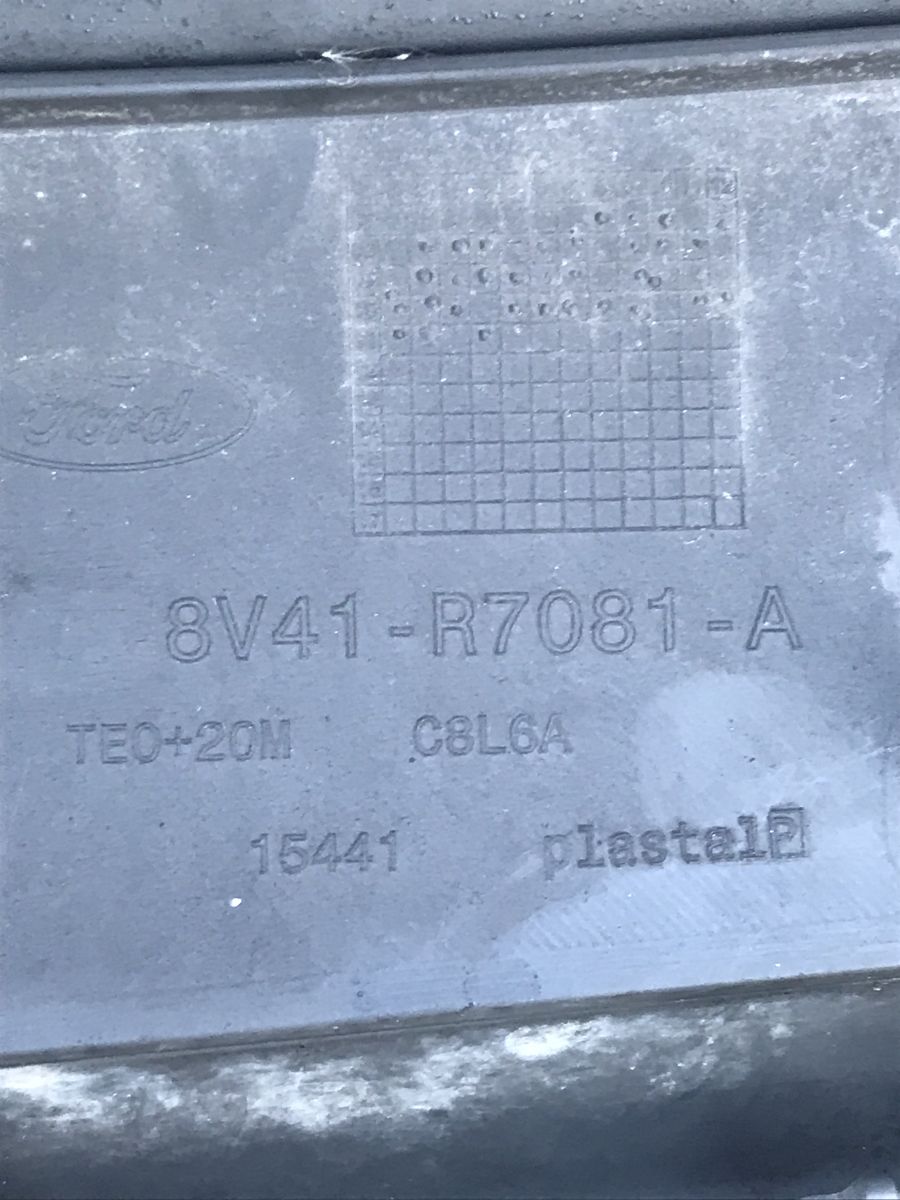 Ford
8V41-R7081-A
TEO+20M C8L6A
15441 plastal P